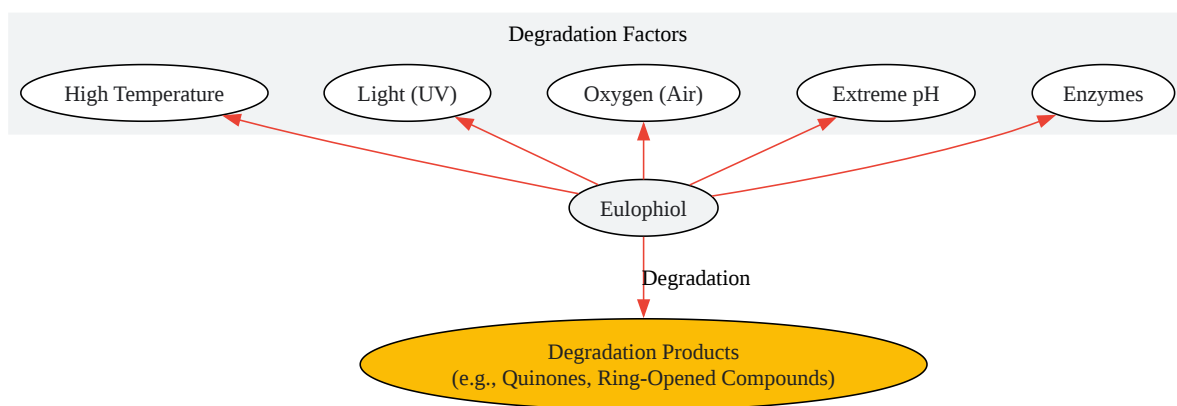 Degradation Factors
High Temperature
Light (UV)
Oxygen (Air)
Extreme pH
Enzymes
Eulophiol
Degradation
Degradation Products
(e.g., Quinones, Ring-Opened Compounds)